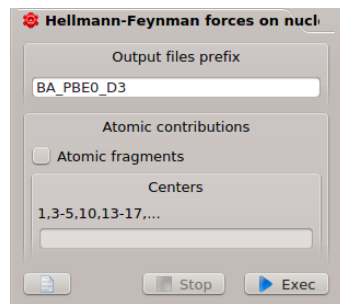 Hellmann-Feynman forces on nucl
Output files prefix
BA_PBE0_D3
Atomic contributions
Atomic fragments
Centers
1,3-5,10,13-17,...
Stop
Exec